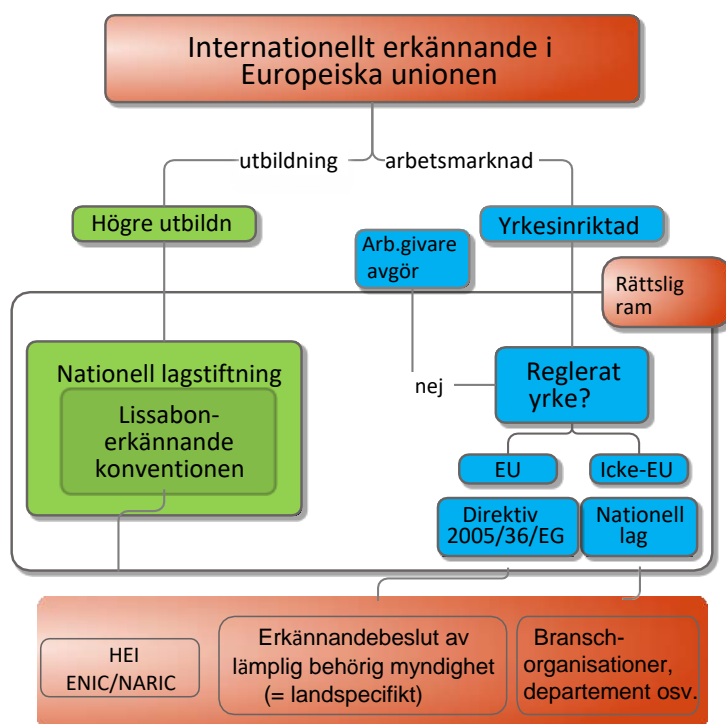 Internationellt erkännande i
Europeiska unionen
utbildning
arbetsmarknad
Högre utbildn
Arb.givare
avgör
Yrkesinriktad
Rättslig
ram
Nationell lagstiftning
Lissabon-
erkännande
konventionen
nej
Reglerat
yrke?
EU
Icke-EU
Direktiv
2005/36/EG
Nationell
lag
HEI
ENIC/NARIC
Erkännandebeslut av
lämplig behörig myndighet
(= landspecifikt)
Bransch-
organisationer,
departement osv.